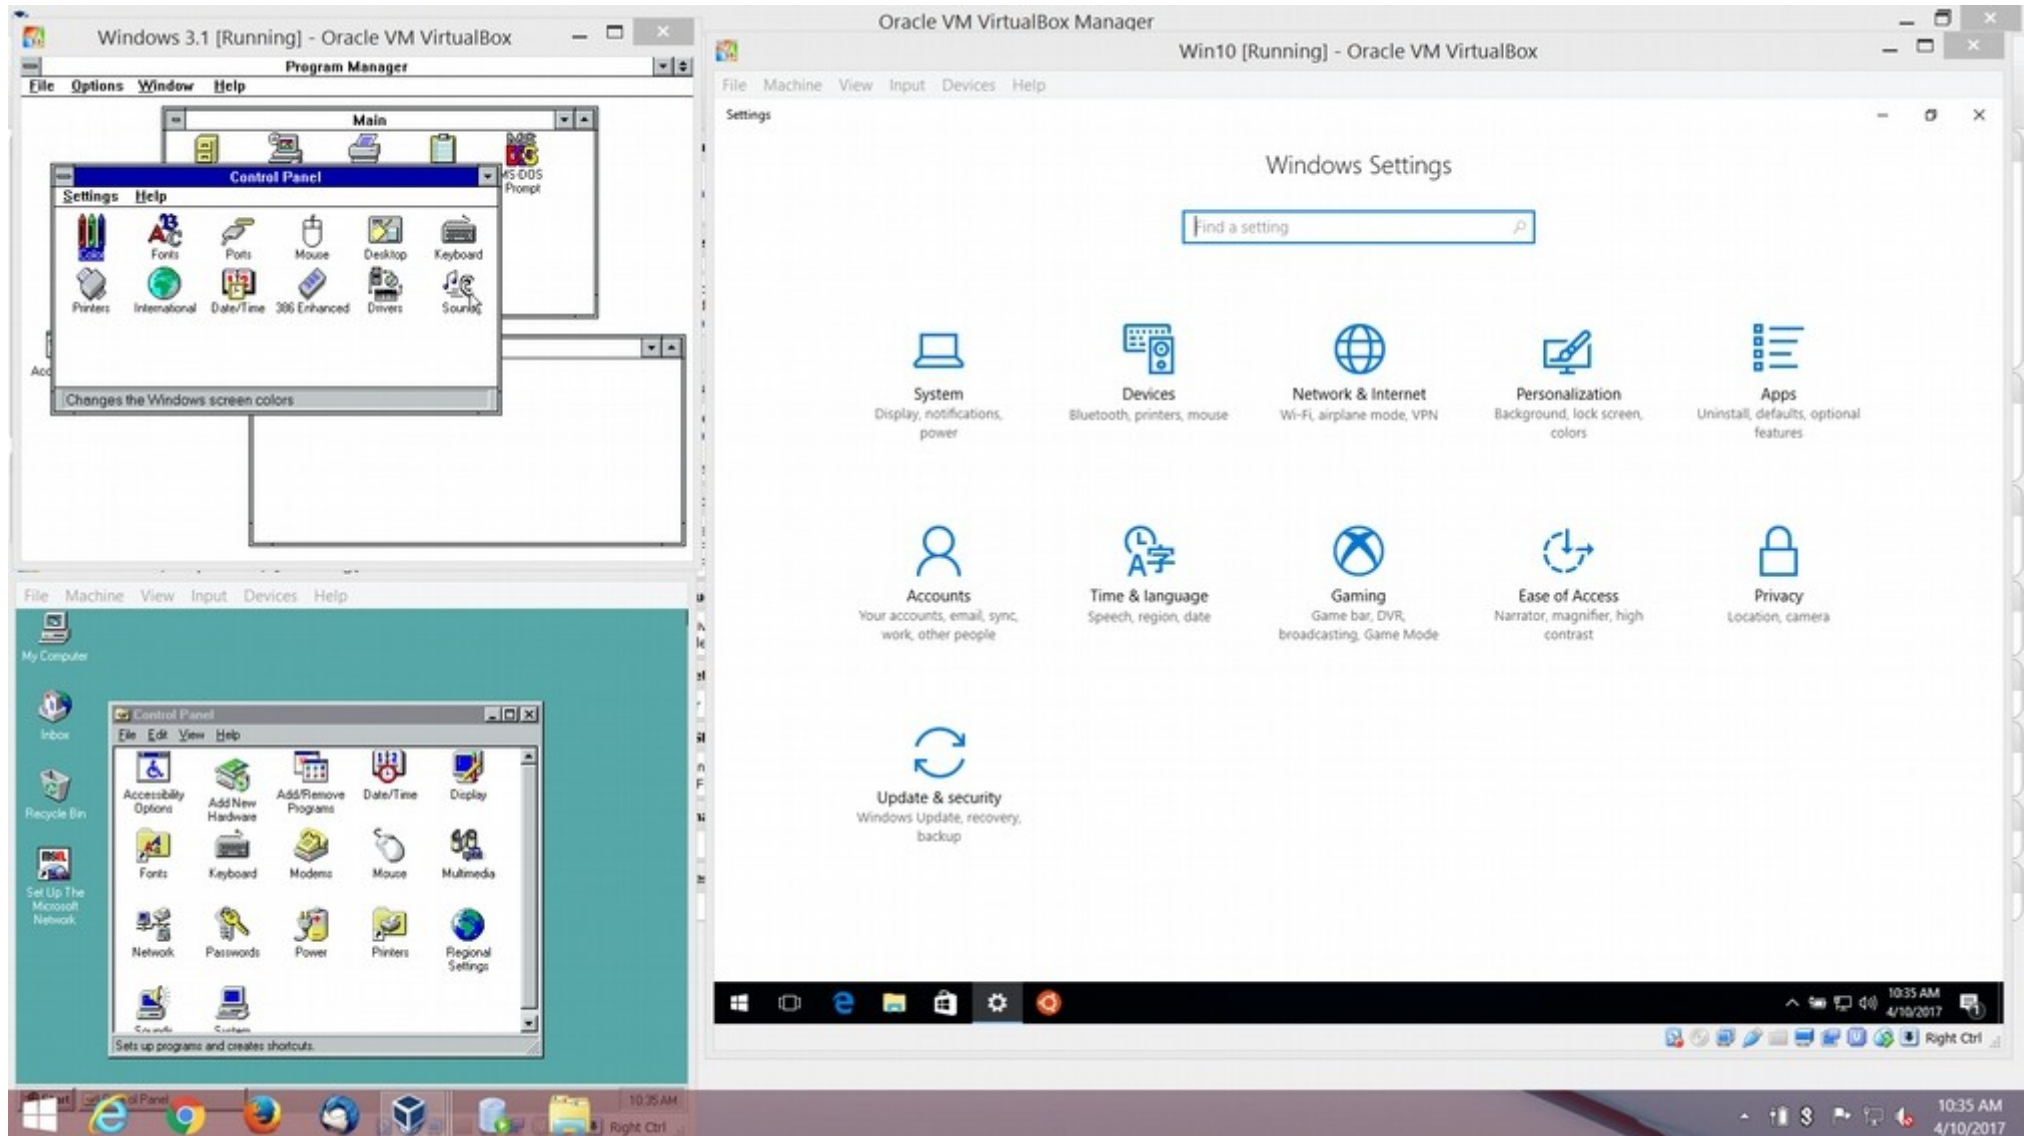 Oracle VM VirtualBox Manager
Windows 3.1 [Running] - Oracle VM VirtualBox
Program Manager
File Options Window Help
Main
MS-DOS
Prompt
Control Panel
Settings Help
Color Fonts Ports Mouse Desktop Keyboard
Printers International Date/Time 386 Enhanced Drivers Sound
Changes the Windows screen colors
File Machine View Input Devices Help
My Computer
Inbox
Recycle Bin
Set Up The
Microsoft
Network
Control Panel
File Edit View Help
Accessibility
Options
Add New
Hardware
Add/Remove
Programs
Date/Time
Display
Fonts Keyboard Modems Mouse Multimedia
Network Passwords Power Printers
Regional
Settings
Sounds System
Sets up programs and creates shortcuts.
Control Panel
10:35 AM
Right Ctrl
Win10 [Running] - Oracle VM VirtualBox
File Machine View Input Devices Help
Settings
Windows Settings
Find a setting
System
Display, notifications,
power
Devices
Bluetooth, printers, mouse
Network & Internet
Wi-Fi, airplane mode, VPN
Personalization
Background, lock screen,
colors
Apps
Uninstall, defaults, optional
features
Accounts
Your accounts, email, sync,
work, other people
Time & language
Speech, region, date
Gaming
Game bar, DVR,
broadcasting, Game Mode
Ease of Access
Narrator, magnifier, high
contrast
Privacy
Location, camera
Update & security
Windows Update, recovery,
backup
10:35 AM
4/10/2017
Right Ctrl
10:35 AM
4/10/2017